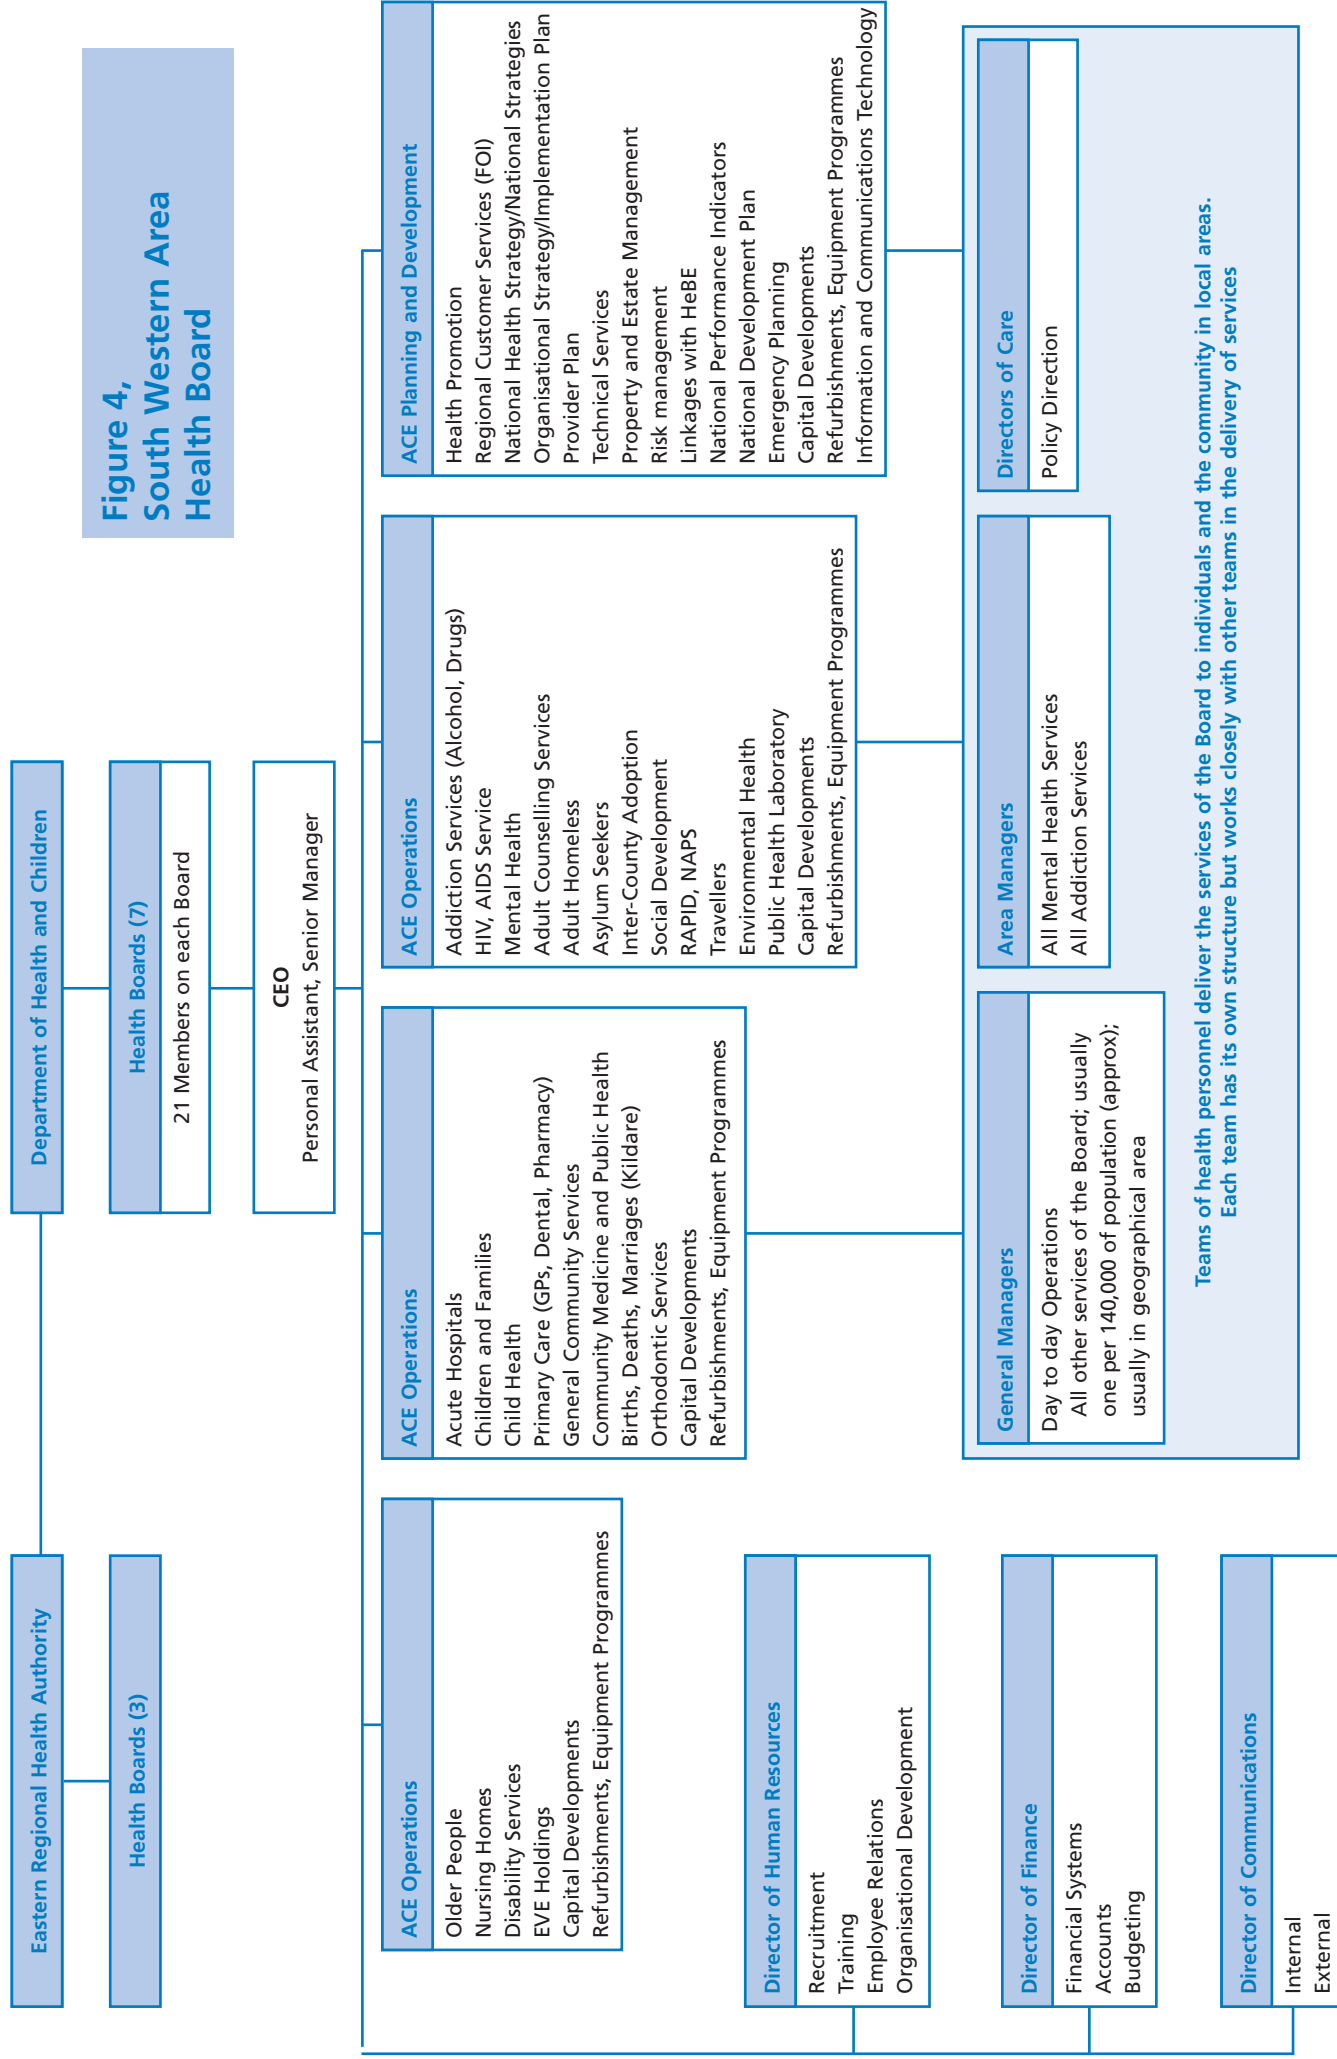 Figure 4,
South Western Area
Health Board
Eastern Regional Health Authority
Department of Health and Children
Health Boards (3)
Health Boards (7)
21 Members on each Board
CEO
Personal Assistant, Senior Manager
ACE Operations
Older People
Nursing Homes
Disability Services
EVE Holdings
Capital Developments
Refurbishments, Equipment Programmes
ACE Operations
Acute Hospitals
Children and Families
Child Health
Primary Care (GPs, Dental, Pharmacy)
General Community Services
Community Medicine and Public Health
Births, Deaths, Marriages (Kildare)
Orthodontic Services
Capital Developments
Refurbishments, Equipment Programmes
ACE Operations
Addiction Services (Alcohol, Drugs)
HIV, AIDS Service
Mental Health
Adult Counselling Services
Adult Homeless
Asylum Seekers
Inter-County Adoption
Social Development
RAPID, NAPS
Travellers
Environmental Health
Public Health Laboratory
Capital Developments
Refurbishments, Equipment Programmes
ACE Planning and Development
Health Promotion
Regional Customer Services (FOI)
National Health Strategy/National Strategies
Organisational Strategy/Implementation Plan
Provider Plan
Technical Services
Property and Estate Management
Risk management
Linkages with HeBE
National Performance Indicators
National Development Plan
Emergency Planning
Capital Developments
Refurbishments, Equipment Programmes
Information and Communications Technology
Director of Human Resources
Recruitment
Training
Employee Relations
Organisational Development
Director of Finance
Financial Systems
Accounts
Budgeting
Director of Communications
Internal
External
General Managers
Day to day Operations
All other services of the Board; usually
one per 140,000 of population (approx);
usually in geographical area
Area Managers
All Mental Health Services
All Addiction Services
Directors of Care
Policy Direction
Teams of health personnel deliver the services of the Board to individuals and the community in local areas.
Each team has its own structure but works closely with other teams in the delivery of services